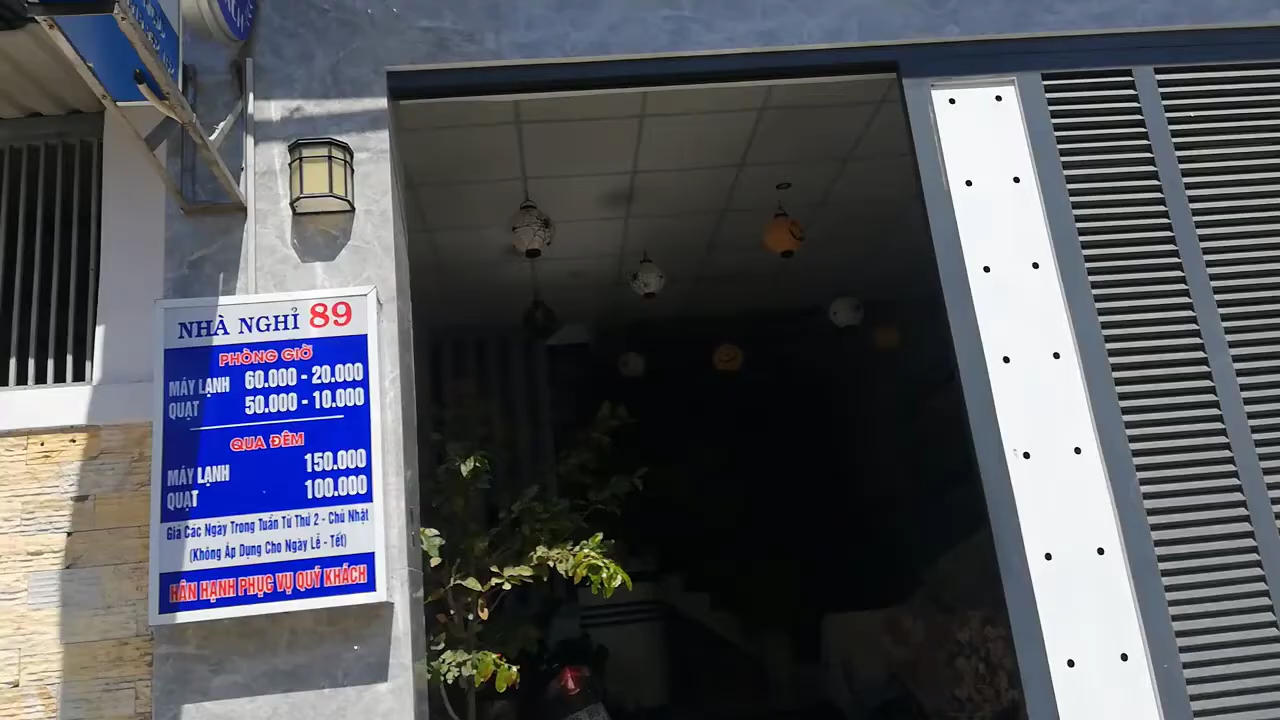 NHÀ NGHỈ 89
PHÒNG GIỜ
MÁY LẠNH 60.000 - 20.000
QUẠT 50.000 - 10.000
QUA ĐÊM
MÁY LẠNH 150.000
QUẠT 100.000
Giá Các Ngày Trong Tuần Từ Thứ 2 - Chủ Nhật
(Không Áp Dụng Cho Ngày Lễ - Tết)
HÂN HẠNH PHỤC VỤ QUÝ KHÁCH